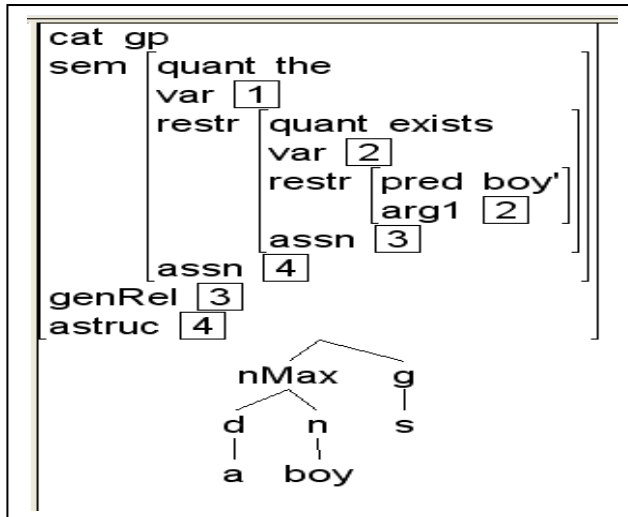 cat gp
sem quant the
var 1
restr quant exists
var 2
restr pred boy'
arg1 2
assn 3
assn 4
genRel 3
astruc 4
nMax g
d n s
a boy